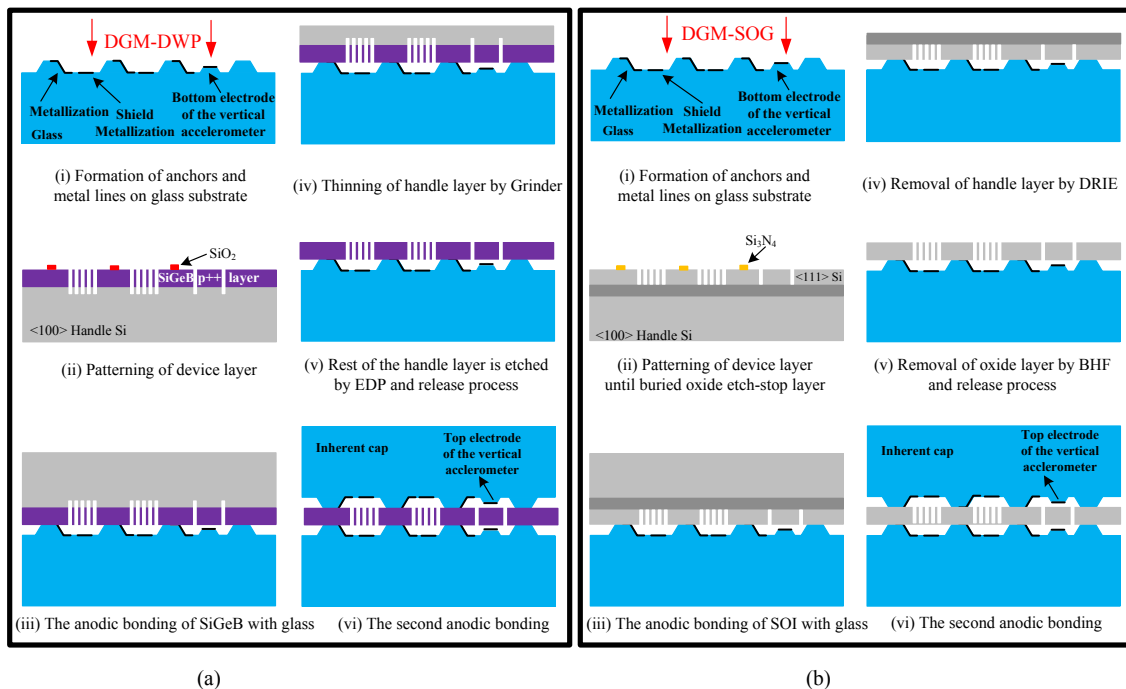 DGM-DWP
Metallization
Glass
Shield
Metallization
Bottom electrode
of the vertical
accelerometer
(i) Formation of anchors and
metal lines on glass substrate
(iv) Thinning of handle layer by Grinder
SiO2
SiGeB p++ layer
<100> Handle Si
(ii) Patterning of device layer
(v) Rest of the handle layer is etched
by EDP and release process
(iii) The anodic bonding of SiGeB with glass
Inherent cap
Top electrode
of the vertical
acclerometer
(vi) The second anodic bonding
(a)
DGM-SOG
Metallization
Glass
Shield
Metallization
Bottom electrode
of the vertical
accelerometer
(i) Formation of anchors and
metal lines on glass substrate
(iv) Removal of handle layer by DRIE
Si3N4
<111> Si
<100> Handle Si
(ii) Patterning of device layer
until buried oxide etch-stop layer
(v) Removal of oxide layer by BHF
and release process
(iii) The anodic bonding of SOI with glass
Inherent cap
Top electrode
of the vertical
acclerometer
(vi) The second anodic bonding
(b)